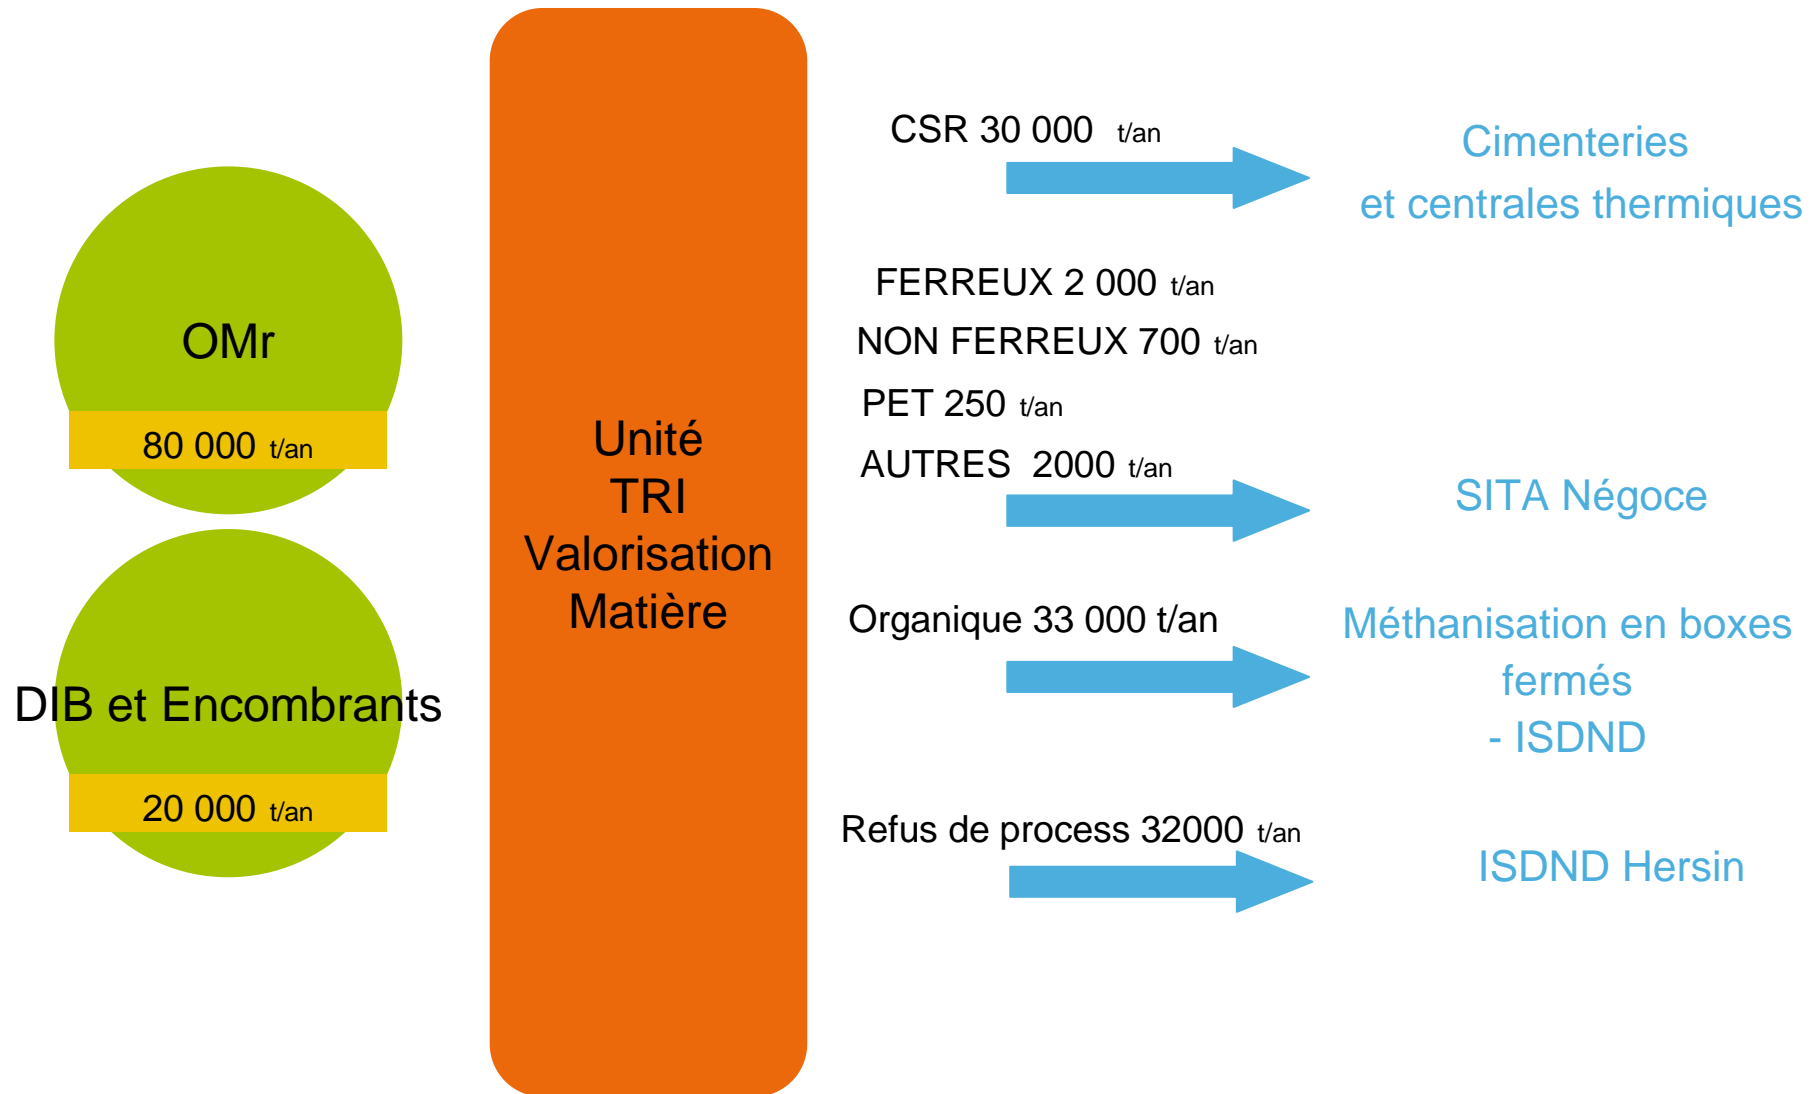 OMr
80 000 t/an
DIB et Encombrants
20 000 t/an
Unité
TRI
Valorisation
Matière
CSR 30 000 t/an
Cimenteries
et centrales thermiques
FERREUX 2 000 t/an
NON FERREUX 700 t/an
PET 250 t/an
AUTRES 2000 t/an
SITA Négoce
Organique 33 000 t/an
Méthanisation en boxes
fermés
- ISDND
Refus de process 32000 t/an
ISDND Hersin